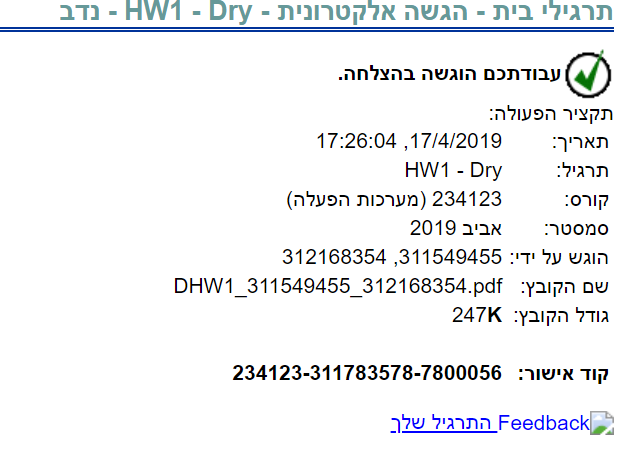 תרגילי בית - הגשה אלקטרונית - HW1 - Dry - נדב
עבודתכם הוגשה בהצלחה.
תקציר הפעולה:
תאריך: 17/4/2019, 17:26:04
תרגיל: HW1 - Dry
קורס: 234123 (מערכות הפעלה)
סמסטר: אביב 2019
הוגש על ידי: 311549455, 312168354
שם הקובץ: DHW1_311549455_312168354.pdf
גודל הקובץ: 247K
קוד אישור: 234123-311783578-7800056
Feedback התרגיל שלך